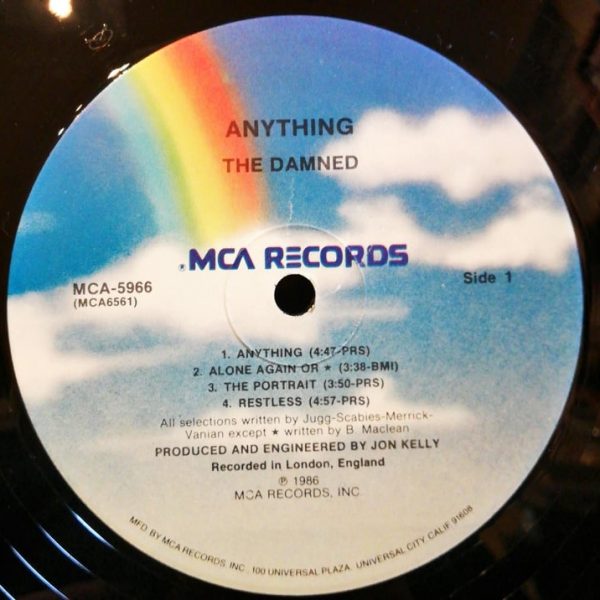 ANYTHING
THE DAMNED
MCA RECORDS
MCA-5966
(MCA6561)
Side 1
1. ANYTHING (4:47-PRS)
2. ALONE AGAIN OR ★ (3:38-BMI)
3. THE PORTRAIT (3:50-PRS)
4. RESTLESS (4:57-PRS)
All selections written by Jugg-Scabies-Merrick-
Vanian except ★ written by B. Maclean
PRODUCED AND ENGINEERED BY JON KELLY
Recorded in London, England
℗ 1986
MCA RECORDS, INC.
MFD. BY MCA RECORDS, INC., 100 UNIVERSAL PLAZA, UNIVERSAL CITY, CALIF. 91608